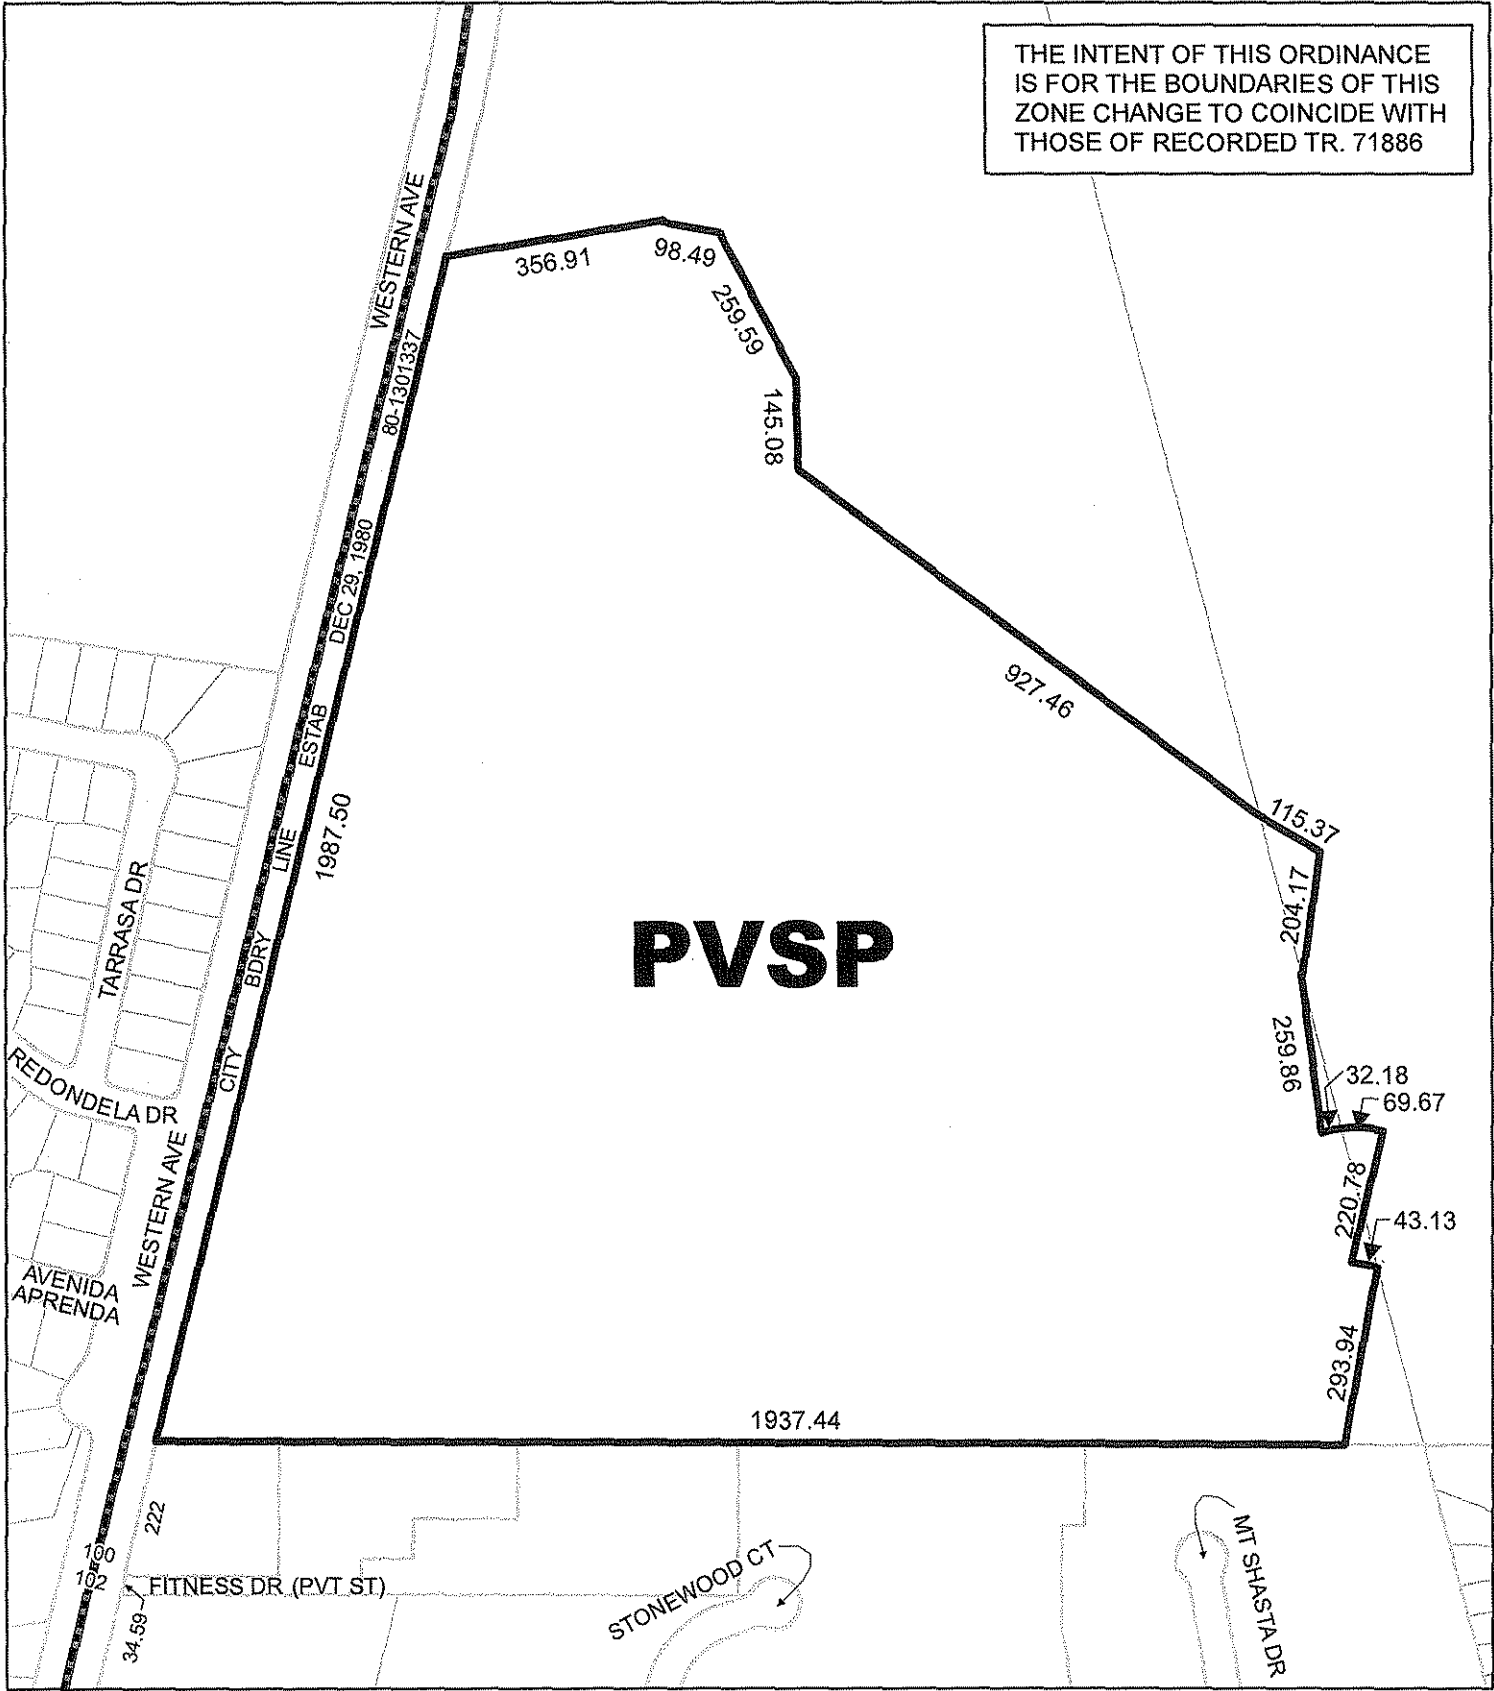 THE INTENT OF THIS ORDINANCE
IS FOR THE BOUNDARIES OF THIS
ZONE CHANGE TO COINCIDE WITH
THOSE OF RECORDED TR. 71886
WESTERN AVE
80-1301337
356.91
98.49
259.59
145.08
927.46
115.37
204.17
259.86
32.18
69.67
220.78
43.13
293.94
1937.44
1987.50
CITY BDRY LINE ESTAB DEC 29, 1980
PVSP
TARRASA DR
REDONDELA DR
WESTERN AVE
AVENIDA
APRENDA
222
100
102
34.59
FITNESS DR (PVT ST)
STONEWOOD CT
MT SHASTA DR